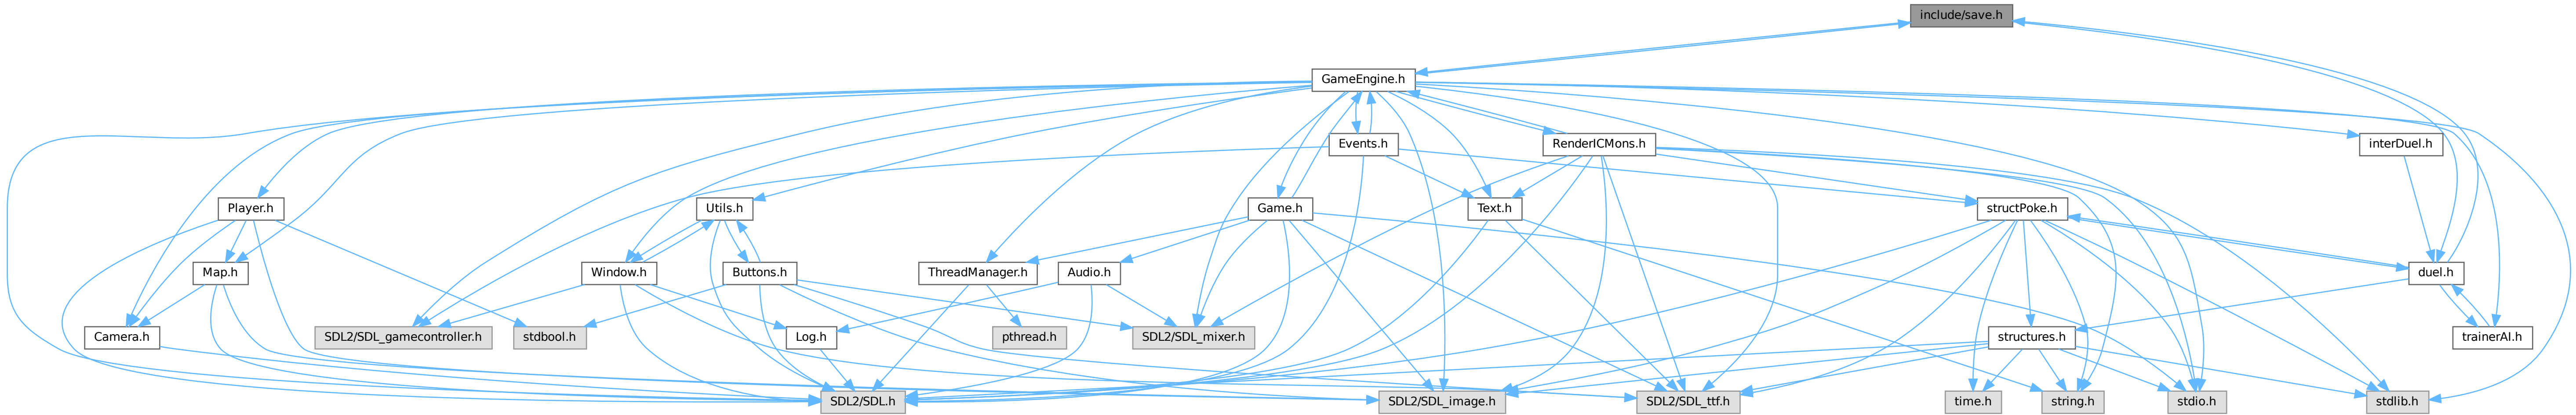 include/save.h
GameEngine.h
Events.h
RenderICMons.h
interDuel.h
Player.h
Utils.h
Game.h
Text.h
structPoke.h
Map.h
Window.h
Buttons.h
ThreadManager.h
Audio.h
duel.h
Camera.h
SDL2/SDL_gamecontroller.h
stdbool.h
Log.h
pthread.h
SDL2/SDL_mixer.h
structures.h
trainerAI.h
SDL2/SDL.h
SDL2/SDL_image.h
SDL2/SDL_ttf.h
time.h
string.h
stdio.h
stdlib.h